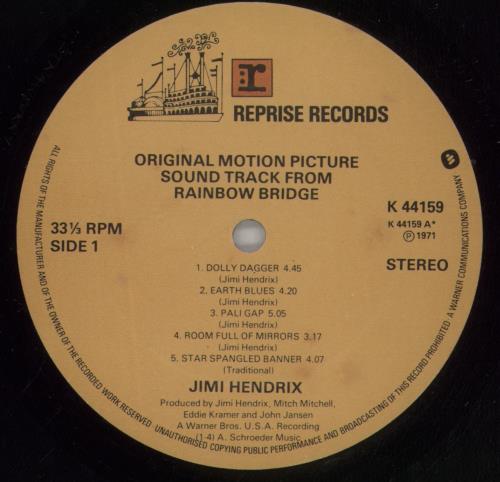 r
REPRISE RECORDS
ORIGINAL MOTION PICTURE
SOUND TRACK FROM
RAINBOW BRIDGE
33⅓ RPM
SIDE 1
K 44159
K 44159 A*
Ⓟ 1971
STEREO
1. DOLLY DAGGER 4.45
(Jimi Hendrix)
2. EARTH BLUES 4.20
(Jimi Hendrix)
3. PALI GAP 5.05
(Jimi Hendrix)
4. ROOM FULL OF MIRRORS 3.17
(Jimi Hendrix)
5. STAR SPANGLED BANNER 4.07
(Traditional)
JIMI HENDRIX
Produced by Jimi Hendrix, Mitch Mitchell,
Eddie Kramer and John Jansen
A Warner Bros. U.S.A. Recording
(1-4) A. Schroeder Music
ALL RIGHTS OF THE MANUFACTURER AND OF THE OWNER OF THE RECORDED WORK RESERVED. UNAUTHORISED COPYING PUBLIC PERFORMANCE AND BROADCASTING OF THIS RECORD PROHIBITED. A WARNER COMMUNICATIONS COMPANY